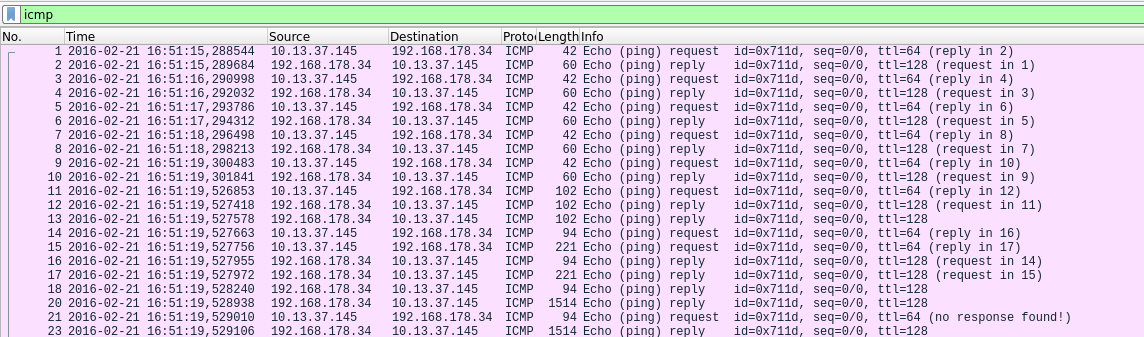 icmp
No. Time Source Destination Proto Length Info
1 2016-02-21 16:51:15,288544 10.13.37.145 192.168.178.34 ICMP 42 Echo (ping) request id=0x711d, seq=0/0, ttl=64 (reply in 2)
2 2016-02-21 16:51:15,289684 192.168.178.34 10.13.37.145 ICMP 60 Echo (ping) reply id=0x711d, seq=0/0, ttl=128 (request in 1)
3 2016-02-21 16:51:16,290998 10.13.37.145 192.168.178.34 ICMP 42 Echo (ping) request id=0x711d, seq=0/0, ttl=64 (reply in 4)
4 2016-02-21 16:51:16,292032 192.168.178.34 10.13.37.145 ICMP 60 Echo (ping) reply id=0x711d, seq=0/0, ttl=128 (request in 3)
5 2016-02-21 16:51:17,293786 10.13.37.145 192.168.178.34 ICMP 42 Echo (ping) request id=0x711d, seq=0/0, ttl=64 (reply in 6)
6 2016-02-21 16:51:17,294312 192.168.178.34 10.13.37.145 ICMP 60 Echo (ping) reply id=0x711d, seq=0/0, ttl=128 (request in 5)
7 2016-02-21 16:51:18,296498 10.13.37.145 192.168.178.34 ICMP 42 Echo (ping) request id=0x711d, seq=0/0, ttl=64 (reply in 8)
8 2016-02-21 16:51:18,298213 192.168.178.34 10.13.37.145 ICMP 60 Echo (ping) reply id=0x711d, seq=0/0, ttl=128 (request in 7)
9 2016-02-21 16:51:19,300483 10.13.37.145 192.168.178.34 ICMP 42 Echo (ping) request id=0x711d, seq=0/0, ttl=64 (reply in 10)
10 2016-02-21 16:51:19,301841 192.168.178.34 10.13.37.145 ICMP 60 Echo (ping) reply id=0x711d, seq=0/0, ttl=128 (request in 9)
11 2016-02-21 16:51:19,526853 10.13.37.145 192.168.178.34 ICMP 102 Echo (ping) request id=0x711d, seq=0/0, ttl=64 (reply in 12)
12 2016-02-21 16:51:19,527418 192.168.178.34 10.13.37.145 ICMP 102 Echo (ping) reply id=0x711d, seq=0/0, ttl=128 (request in 11)
13 2016-02-21 16:51:19,527578 192.168.178.34 10.13.37.145 ICMP 102 Echo (ping) reply id=0x711d, seq=0/0, ttl=128
14 2016-02-21 16:51:19,527663 10.13.37.145 192.168.178.34 ICMP 94 Echo (ping) request id=0x711d, seq=0/0, ttl=64 (reply in 16)
15 2016-02-21 16:51:19,527756 10.13.37.145 192.168.178.34 ICMP 221 Echo (ping) request id=0x711d, seq=0/0, ttl=64 (reply in 17)
16 2016-02-21 16:51:19,527955 192.168.178.34 10.13.37.145 ICMP 94 Echo (ping) reply id=0x711d, seq=0/0, ttl=128 (request in 14)
17 2016-02-21 16:51:19,527972 192.168.178.34 10.13.37.145 ICMP 221 Echo (ping) reply id=0x711d, seq=0/0, ttl=128 (request in 15)
18 2016-02-21 16:51:19,528240 192.168.178.34 10.13.37.145 ICMP 94 Echo (ping) reply id=0x711d, seq=0/0, ttl=128
20 2016-02-21 16:51:19,528938 192.168.178.34 10.13.37.145 ICMP 1514 Echo (ping) reply id=0x711d, seq=0/0, ttl=128
21 2016-02-21 16:51:19,529010 10.13.37.145 192.168.178.34 ICMP 94 Echo (ping) request id=0x711d, seq=0/0, ttl=64 (no response found!)
23 2016-02-21 16:51:19,529106 192.168.178.34 10.13.37.145 ICMP 1514 Echo (ping) reply id=0x711d, seq=0/0, ttl=128